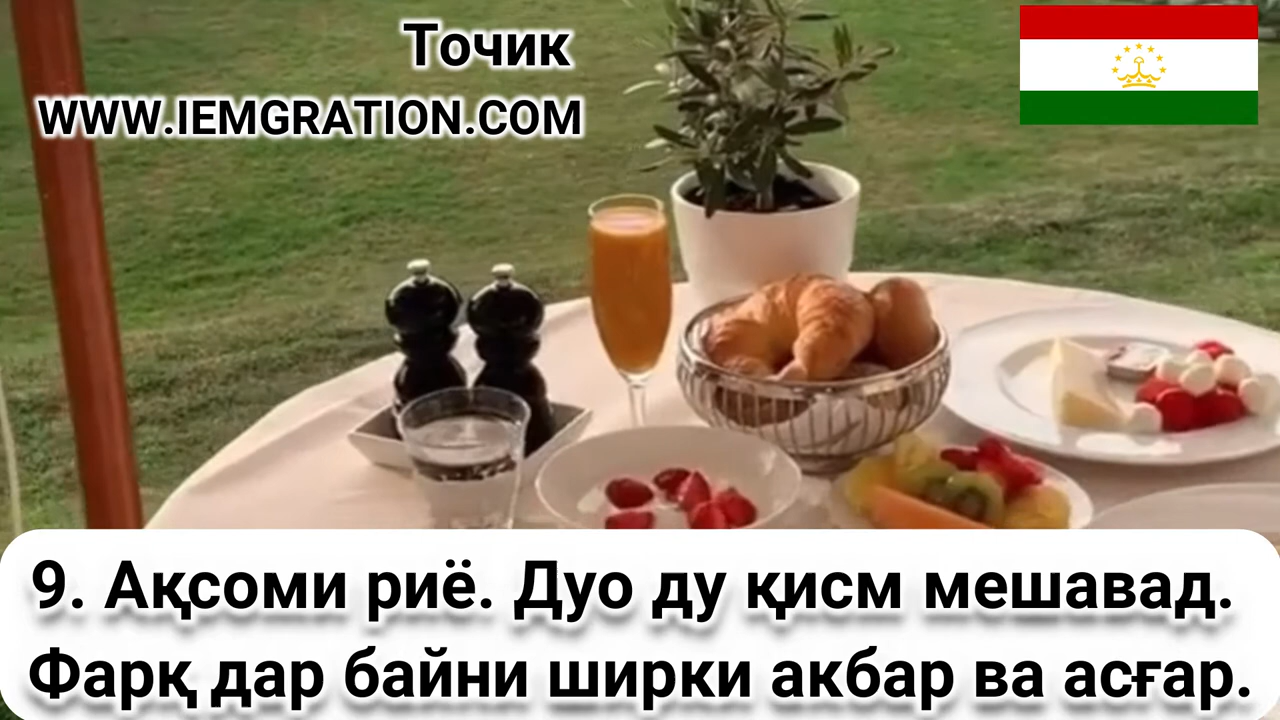 Точик
WWW.IEMGRATION.COM
9. Ақсоми риё. Дуо ду қисм мешавад.
Фарқ дар байни ширки акбар ва асғар.